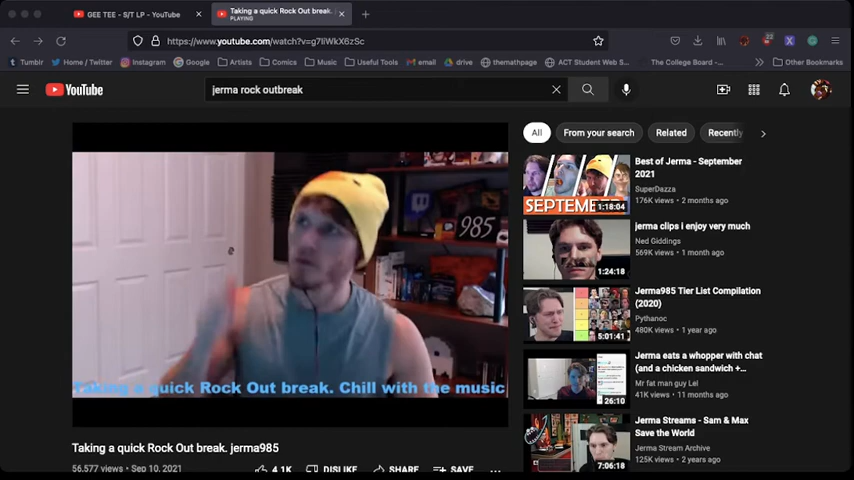 GEE TEE - S/T LP - YouTube
Taking a quick Rock Out break.
PLAYING
https://www.youtube.com/watch?v=g7IiWkX6zSc
Tumblr
Home / Twitter
Instagram
Google
Artists
Comics
Music
Useful Tools
email
drive
themathpage
ACT Student Web S...
The College Board -...
Other Bookmarks
YouTube
jerma rock outbreak
All
From your search
Related
Recently
985
Taking a quick Rock Out break. Chill with the music
Taking a quick Rock Out break. jerma985
56,577 views • Sep 10, 2021
4.1K
DISLIKE
SHARE
SAVE
SEPTEMBE
1:18:04
Best of Jerma - September
2021
SuperDazza
176K views • 2 months ago
1:24:18
jerma clips i enjoy very much
Ned Giddings
569K views • 1 month ago
5:01:41
Jerma985 Tier List Compilation
(2020)
Pythanoc
480K views • 1 year ago
26:10
Jerma eats a whopper with chat
(and a chicken sandwich +...
Mr fat man guy Lel
41K views • 11 months ago
7:06:18
Jerma Streams - Sam & Max
Save the World
Jerma Stream Archive
125K views • 2 years ago